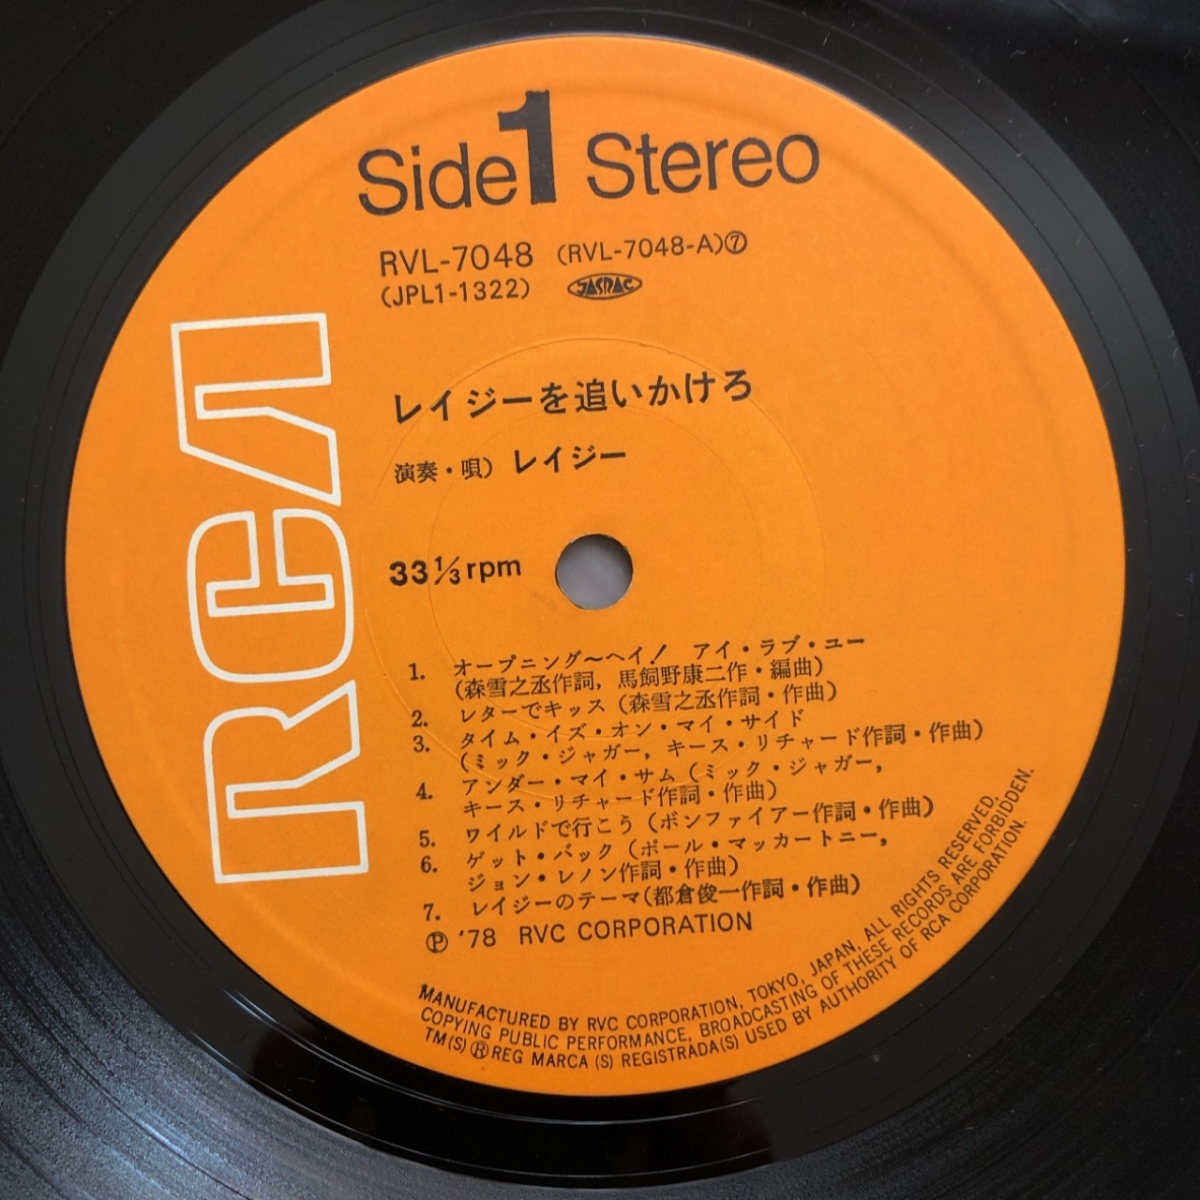 Side 1 Stereo
RVL-7048 (RVL-7048-A)⑦
(JPL1-1322) JASRAC
RCA
レイジーを追いかけろ
演奏・唄) レイジー
33 1/3 rpm
1. オープニング〜ヘイ! アイ・ラブ・ユー
(森雪之丞作詞, 馬飼野康二作・編曲)
2. レターでキッス (森雪之丞作詞・作曲)
3. タイム・イズ・オン・マイ・サイド
(ミック・ジャガー, キース・リチャード作詞・作曲)
4. アンダー・マイ・サム (ミック・ジャガー,
キース・リチャード作詞・作曲)
5. ワイルドで行こう (ボンファイアー作詞・作曲)
6. ゲット・バック (ポール・マッカートニー,
ジョン・レノン作詞・作曲)
7. レイジーのテーマ(都倉俊一作詞・作曲)
Ⓟ '78 RVC CORPORATION
MANUFACTURED BY RVC CORPORATION, TOKYO, JAPAN, ALL RIGHTS RESERVED.
COPYING PUBLIC PERFORMANCE, BROADCASTING OF THESE RECORDS ARE FORBIDDEN.
TM(S) ® REG MARCA (S) REGISTRADA(S) USED BY AUTHORITY OF RCA CORPORATION.